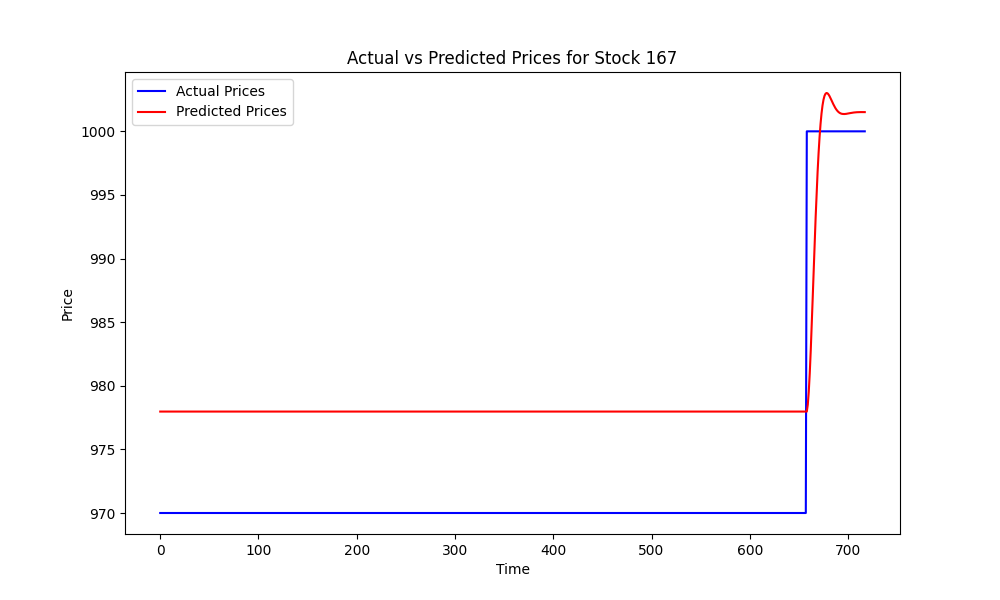 Actual vs Predicted Prices for Stock 167
Actual Prices
Predicted Prices
1000
995
990
985
980
975
970
Price
0 100 200 300 400 500 600 700
Time